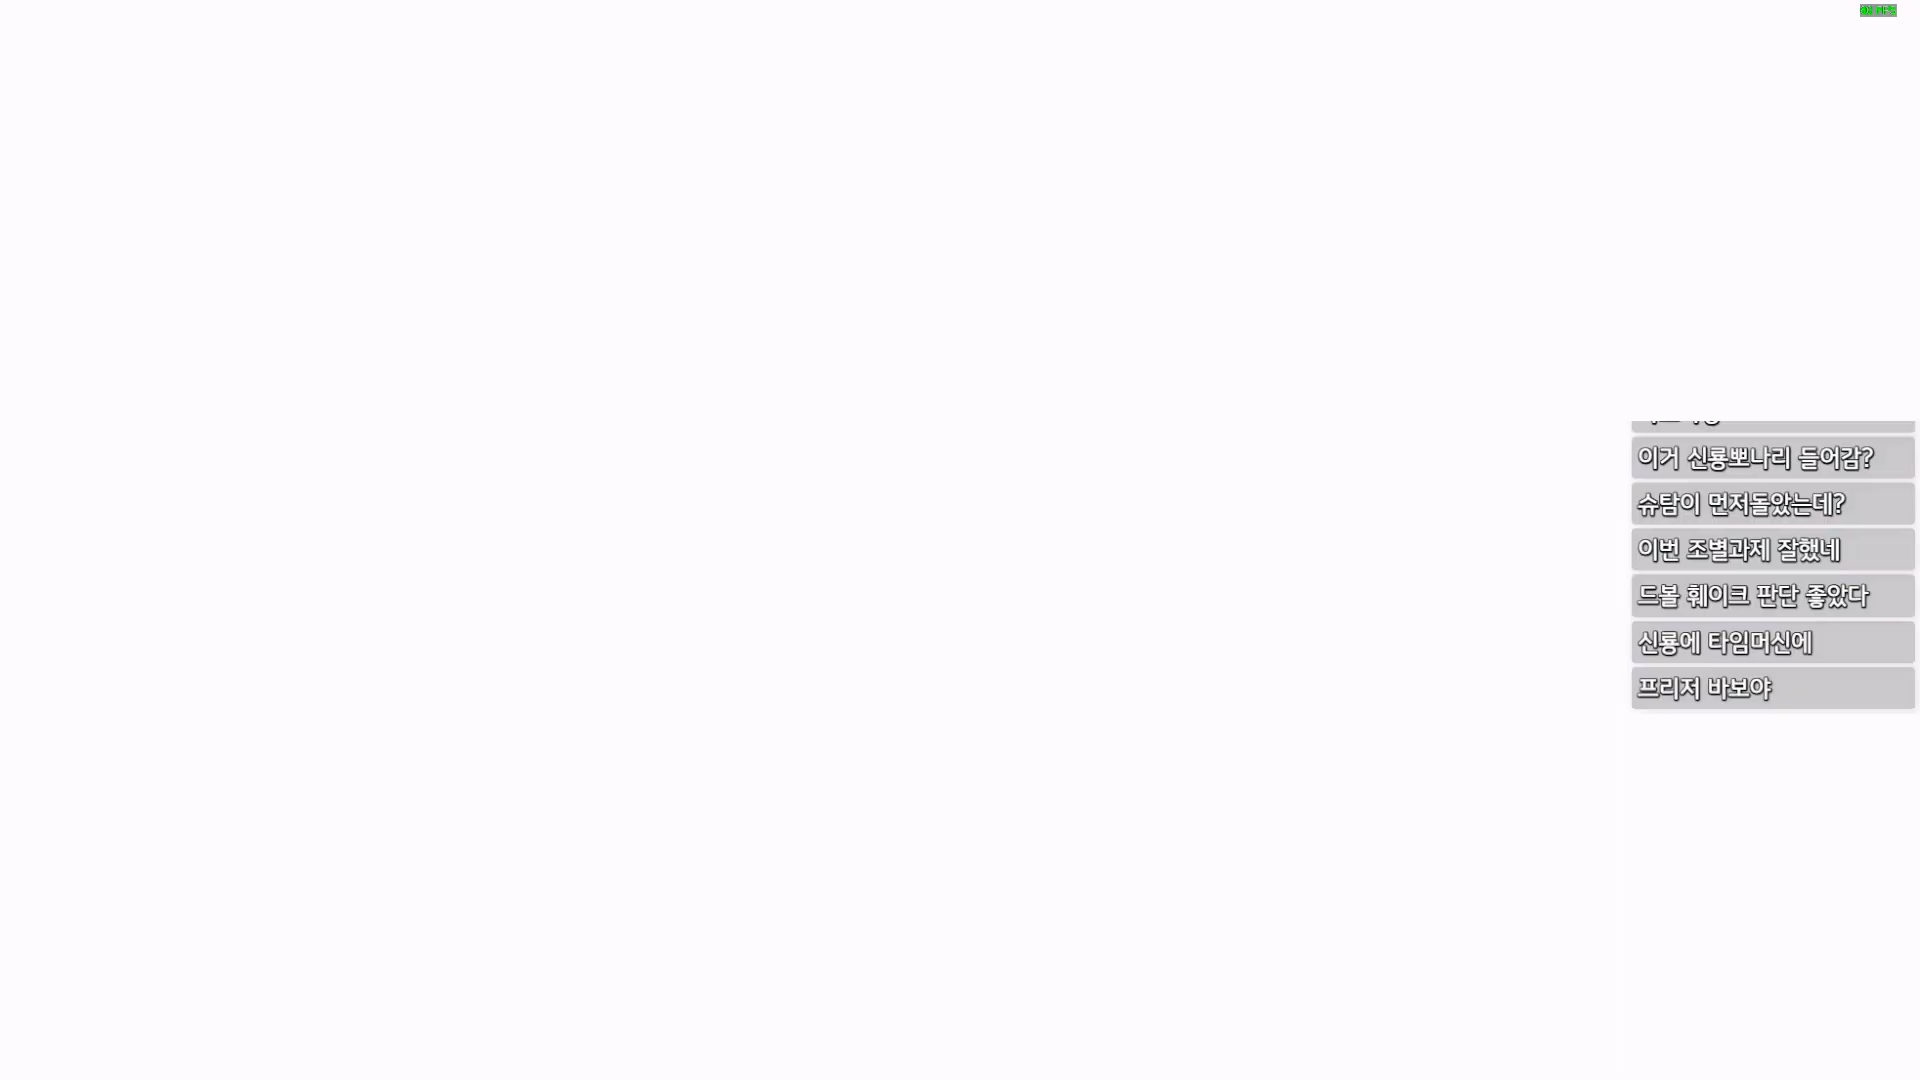 이거 신룡뽀나리 들어감?
슈탐이 먼저돌았는데?
이번 조별과제 잘했네
드볼 훼이크 판단 좋았다
신룡에 타임머신에
프리저 바보야